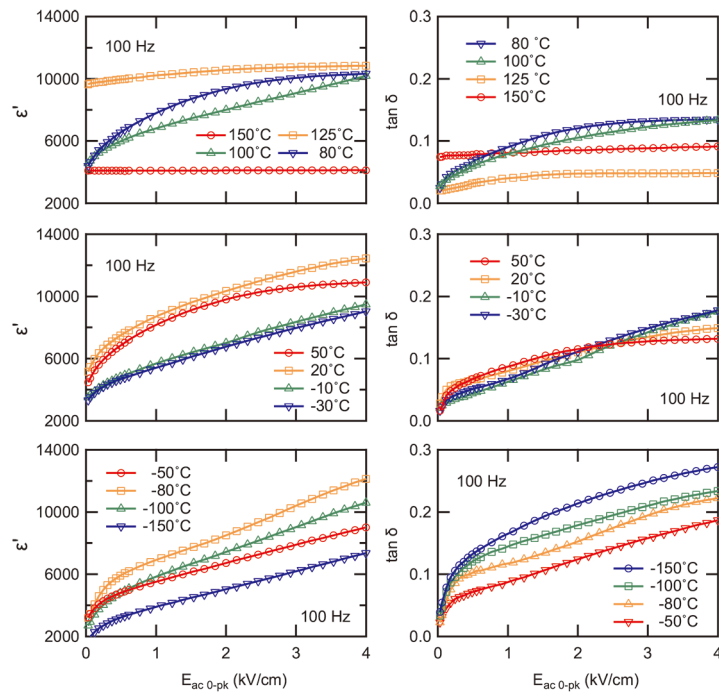 14000
12000
10000
ε'
6000
2000
100 Hz
150˚C 125˚C
100˚C 80˚C
0.3
0.2
tan δ
0.1
0.0
80 ˚C
100˚C
125 ˚C
150˚C
100 Hz
14000
10000
ε'
6000
2000
100 Hz
50˚C
20˚C
-10˚C
-30˚C
0.3
0.2
tan δ
0.1
0.0
50˚C
20˚C
-10˚C
-30˚C
100 Hz
14000
12000
10000
ε'
8000
6000
4000
2000
-50˚C
-80˚C
-100˚C
-150˚C
100 Hz
0 1 2 3 4
E ac 0-pk (kV/cm)
0.3
0.2
tan δ
0.1
0.0
100 Hz
-150˚C
-100˚C
-80˚C
-50˚C
0 1 2 3 4
E ac 0-pk (kV/cm)